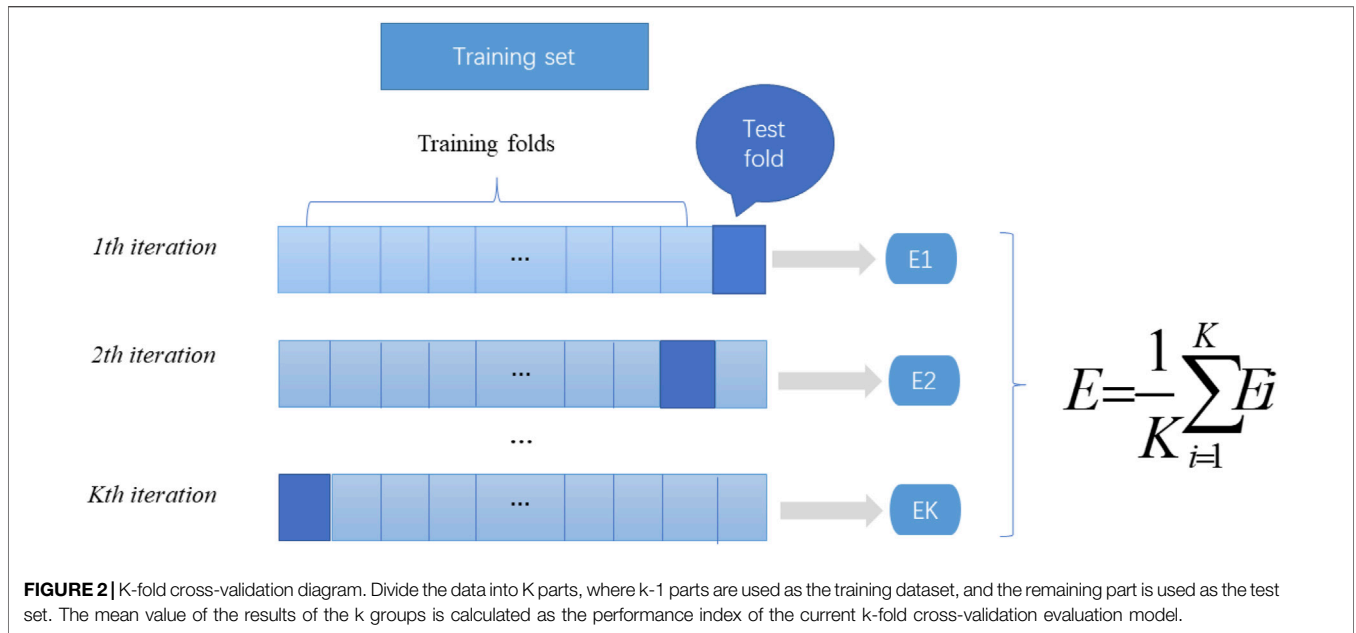 Training set
Test
fold
Training folds
1th iteration
...
E1
2th iteration
...
E2
...
Kth iteration
...
EK
E=1/K∑i=1KEi
FIGURE 2 | K-fold cross-validation diagram. Divide the data into K parts, where k-1 parts are used as the training dataset, and the remaining part is used as the test
set. The mean value of the results of the k groups is calculated as the performance index of the current k-fold cross-validation evaluation model.